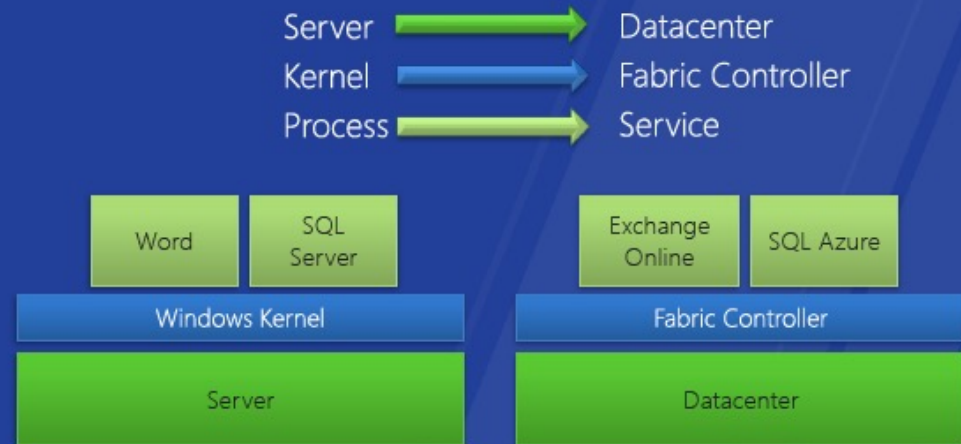 Server Datacenter
Kernel Fabric Controller
Process Service
Word
SQL
Server
Exchange
Online
SQL Azure
Windows Kernel
Fabric Controller
Server
Datacenter